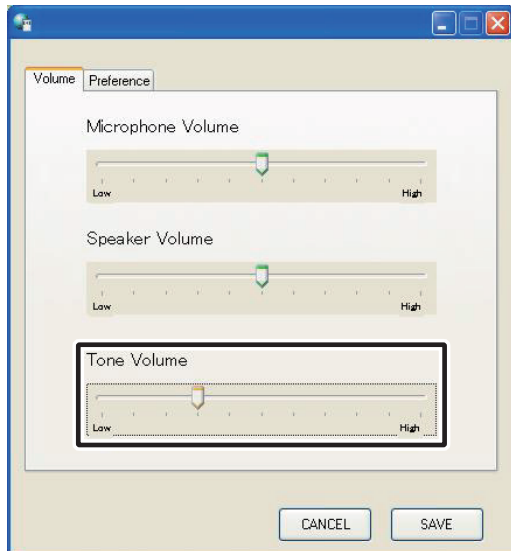 Volume Preference
Microphone Volume
Low High
Speaker Volume
Low High
Tone Volume
Low High
CANCEL SAVE